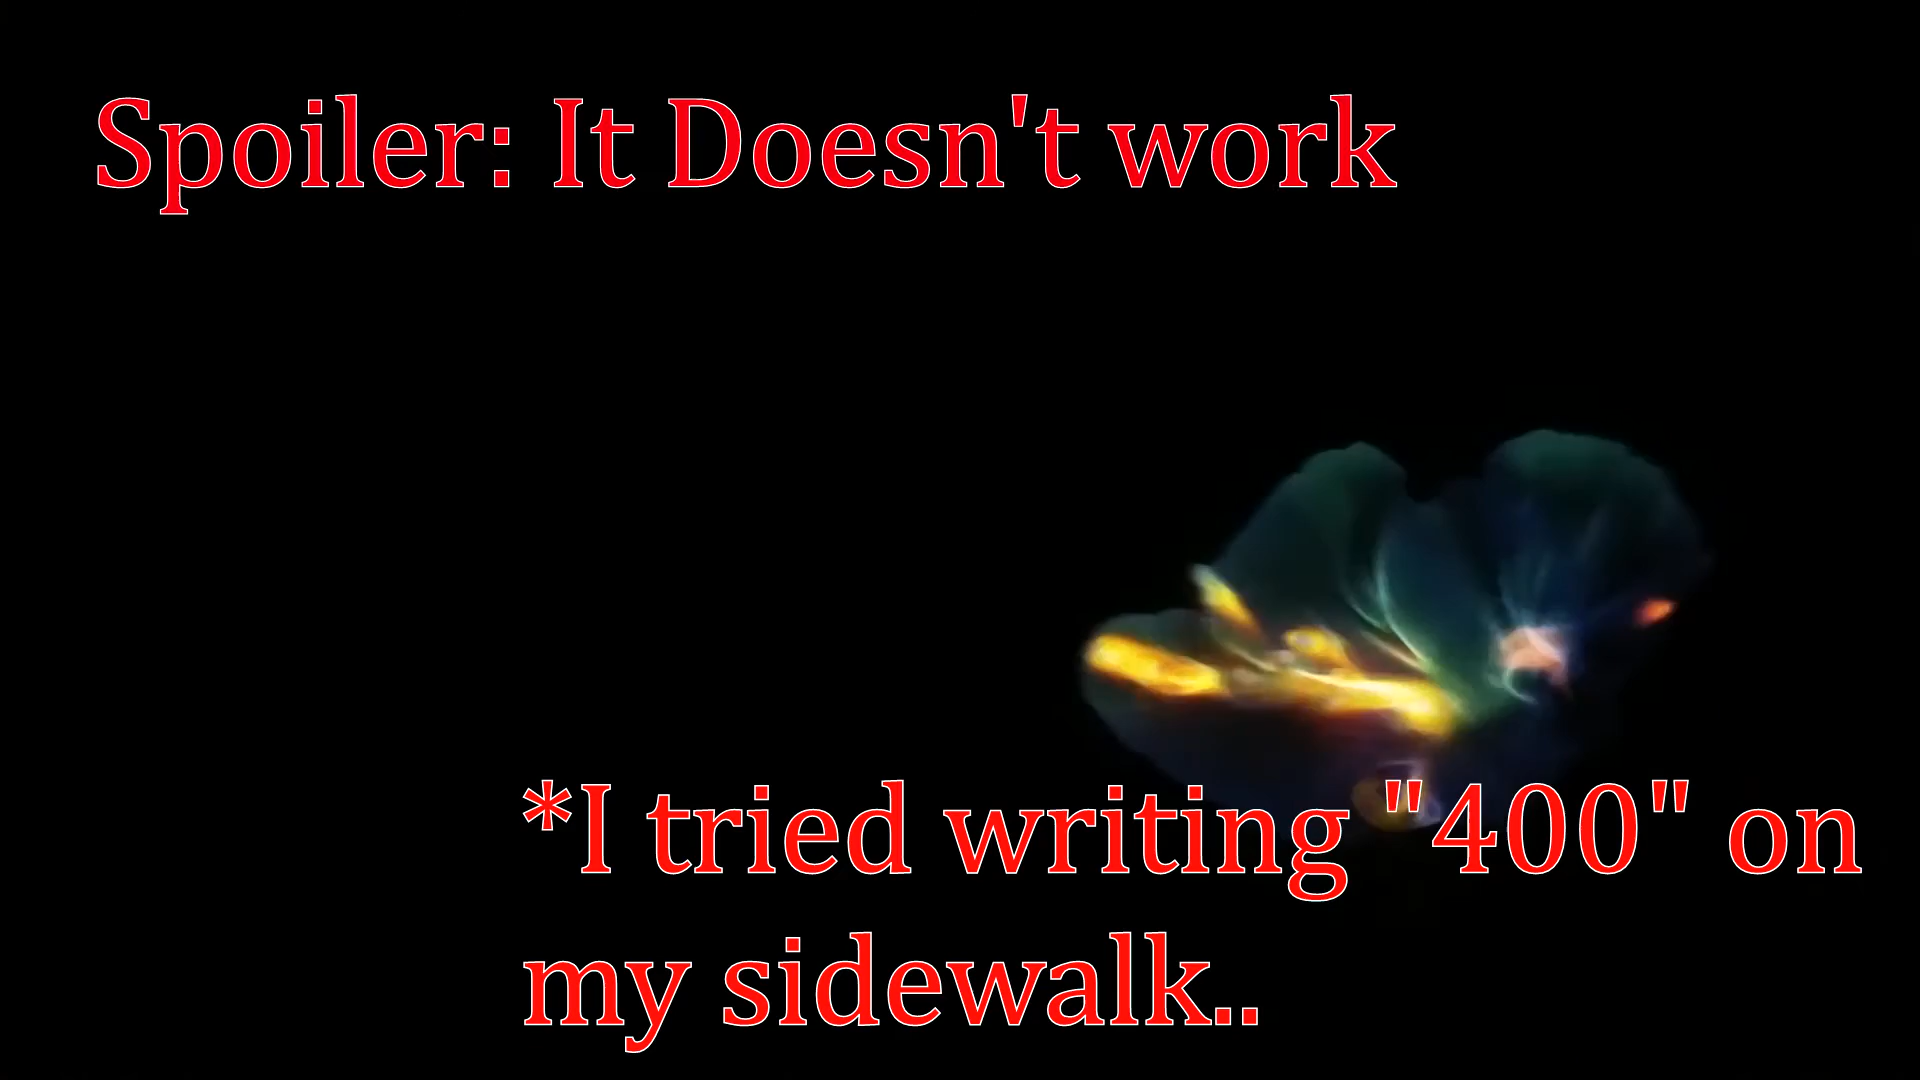 Spoiler: It Doesn't work
*I tried writing "400" on
my sidewalk..